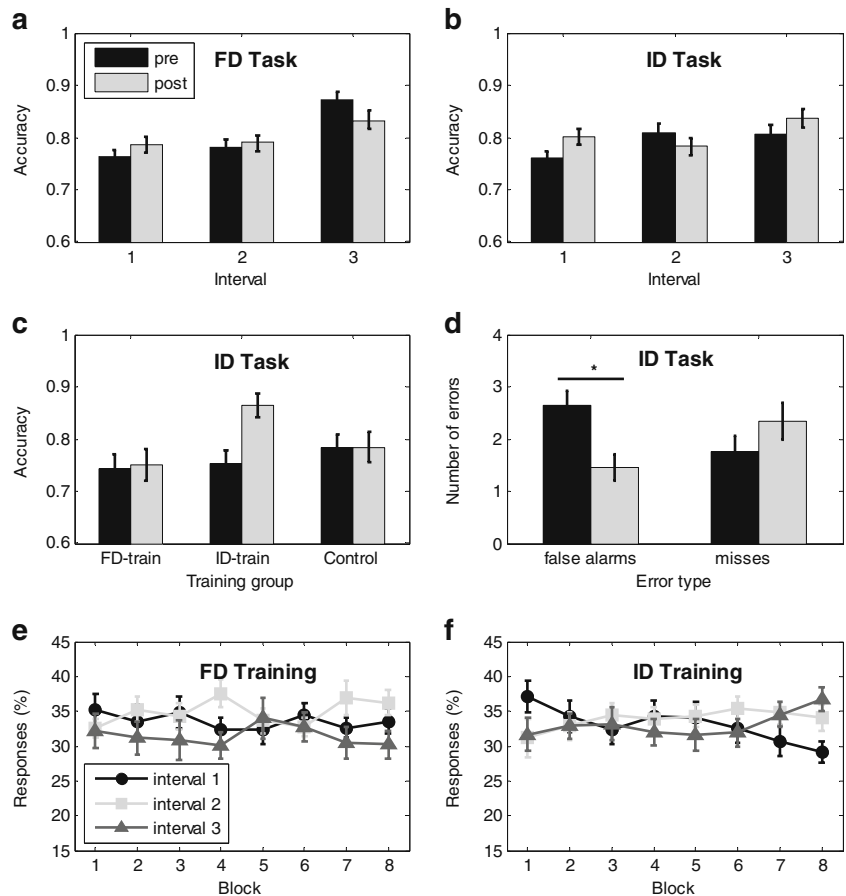 a
FD Task
pre
post
1
0.9
0.8
0.7
0.6
Accuracy
1 2 3
Interval
b
ID Task
1
0.9
0.8
0.7
0.6
Accuracy
1 2 3
Interval
c
ID Task
1
0.9
0.8
0.7
0.6
Accuracy
FD-train ID-train Control
Training group
d
ID Task
*
4
3
2
1
0
Number of errors
false alarms misses
Error type
e
FD Training
45
40
35
30
25
20
15
Responses (%)
interval 1
interval 2
interval 3
1 2 3 4 5 6 7 8
Block
f
ID Training
45
40
35
30
25
20
15
Responses (%)
1 2 3 4 5 6 7 8
Block